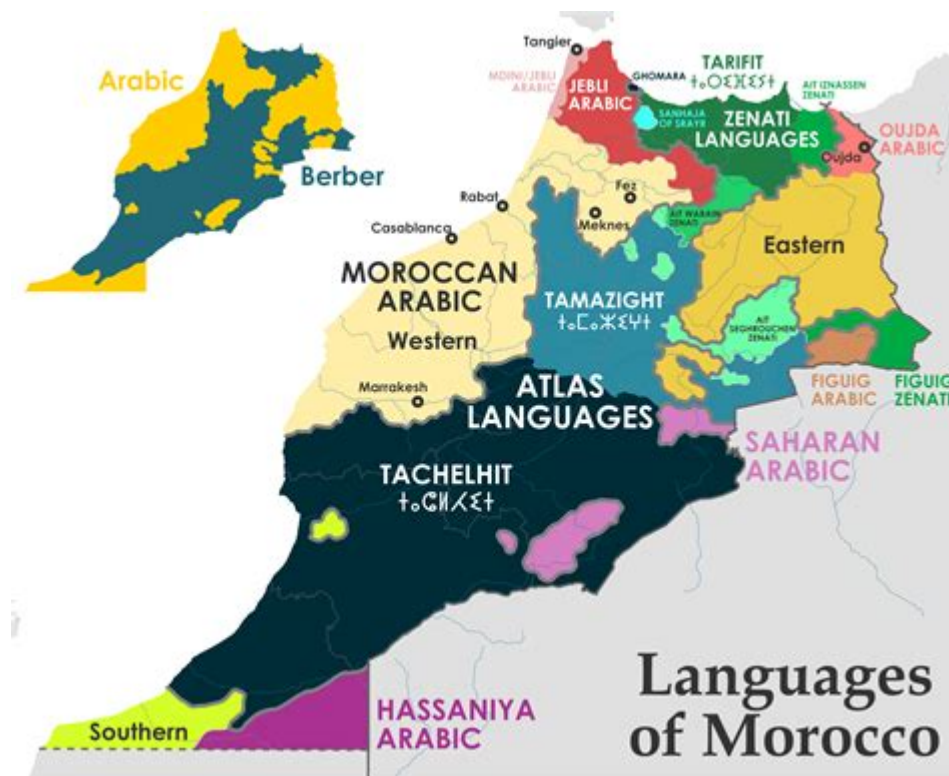 Arabic
Berber
Tangier
MDINI/JEBLI
ARABIC
JEBLI
ARABIC
GHOMARA
TARIFIT
ⵜⴰⵔⵉⴼⵉⵢⵜ
SANHAJA
OF SRAYR
ZENATI
LANGUAGES
AIT IZNASSEN
ZENATI
OUJDA
ARABIC
Oujda
Rabat
Fez
Meknes
Casablanca
AIT WARAIN
ZENATI
Eastern
MOROCCAN
ARABIC
Western
TAMAZIGHT
ⵜⴰⵎⴰⵣⵉⵖⵜ
AIT
SEGHROUCHEN
ZENATI
Marrakesh
ATLAS
LANGUAGES
FIGUIG
ARABIC
FIGUIG
ZENATI
SAHARAN
ARABIC
TACHELHIT
ⵜⴰⵛⵍⵃⵉⵜ
Southern
HASSANIYA
ARABIC
Languages
of Morocco